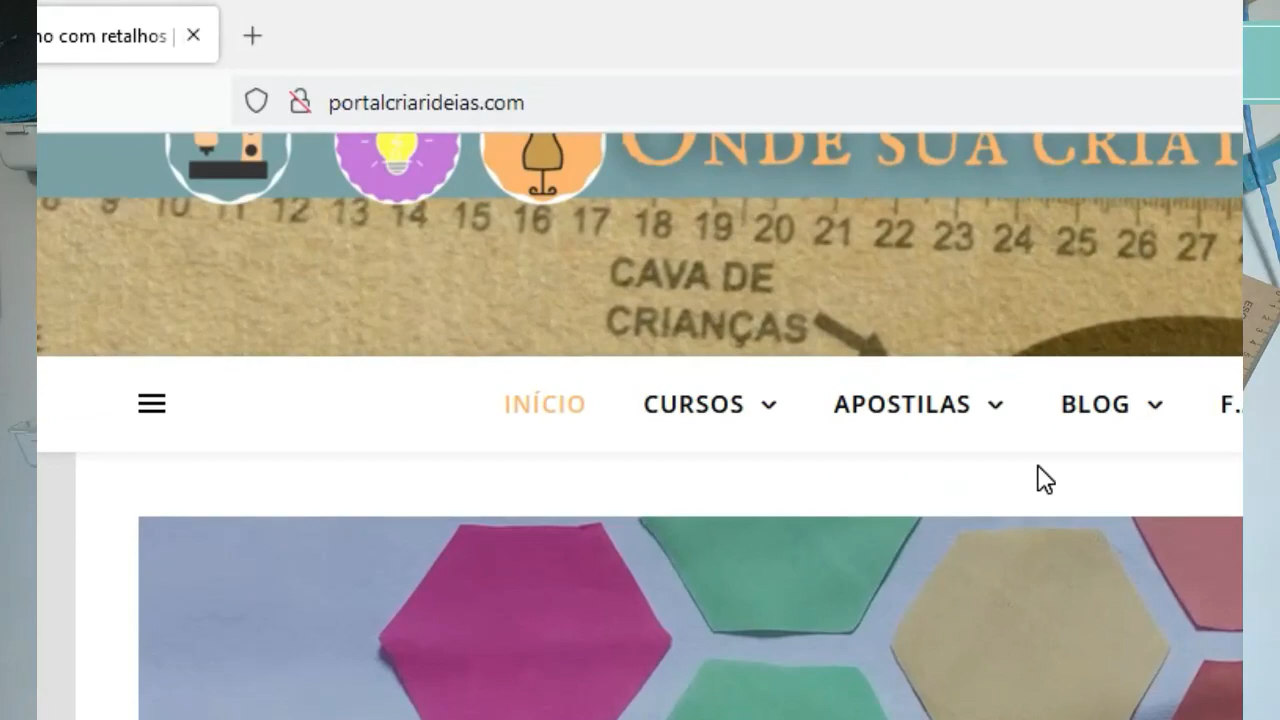 no com retalhos |
portalcriarideias.com
ONDE SUA CRIAT
8 9 10 11 12 13 14 15 16 17 18 19 20 21 22 23 24 25 26 27
CAVA DE
CRIANÇAS
INÍCIO CURSOS APOSTILAS BLOG F.